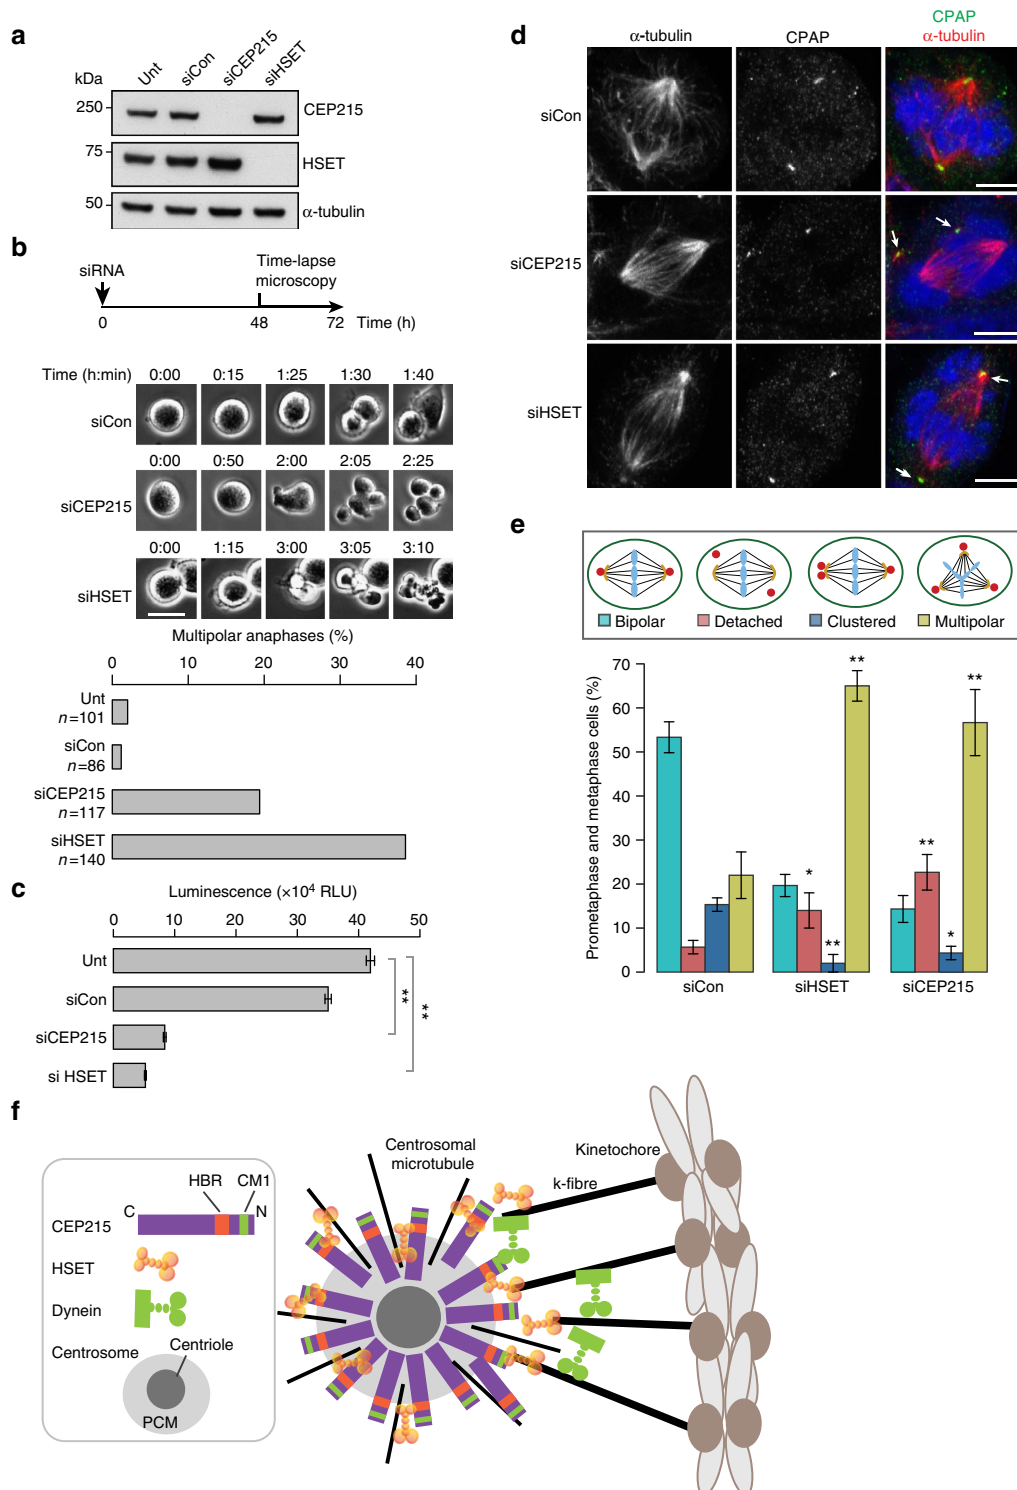 a
Unt siCon siCEP215 siHSET
kDa
250
CEP215
75
HSET
50
α-tubulin
b
siRNA
Time-lapse
microscopy
0 48 72 Time (h)
Time (h:min) 0:00 0:15 1:25 1:30 1:40
siCon
0:00 0:50 2:00 2:05 2:25
siCEP215
0:00 1:15 3:00 3:05 3:10
siHSET
Multipolar anaphases (%)
0 10 20 30 40
Unt
n=101
siCon
n=86
siCEP215
n=117
siHSET
n=140
c
Luminescence (×10⁴ RLU)
0 10 20 30 40 50
Unt
siCon
siCEP215
si HSET
**
**
d
α-tubulin
CPAP
CPAP
α-tubulin
siCon
siCEP215
siHSET
e
Bipolar Detached Clustered Multipolar
Prometaphase and metaphase cells (%)
70
60
50
40
30
20
10
0
* ** **
** * **
siCon siHSET siCEP215
f
HBR CM1
C N
CEP215
HSET
Dynein
Centrosome
Centriole
PCM
Centrosomal
microtubule
Kinetochore
k-fibre